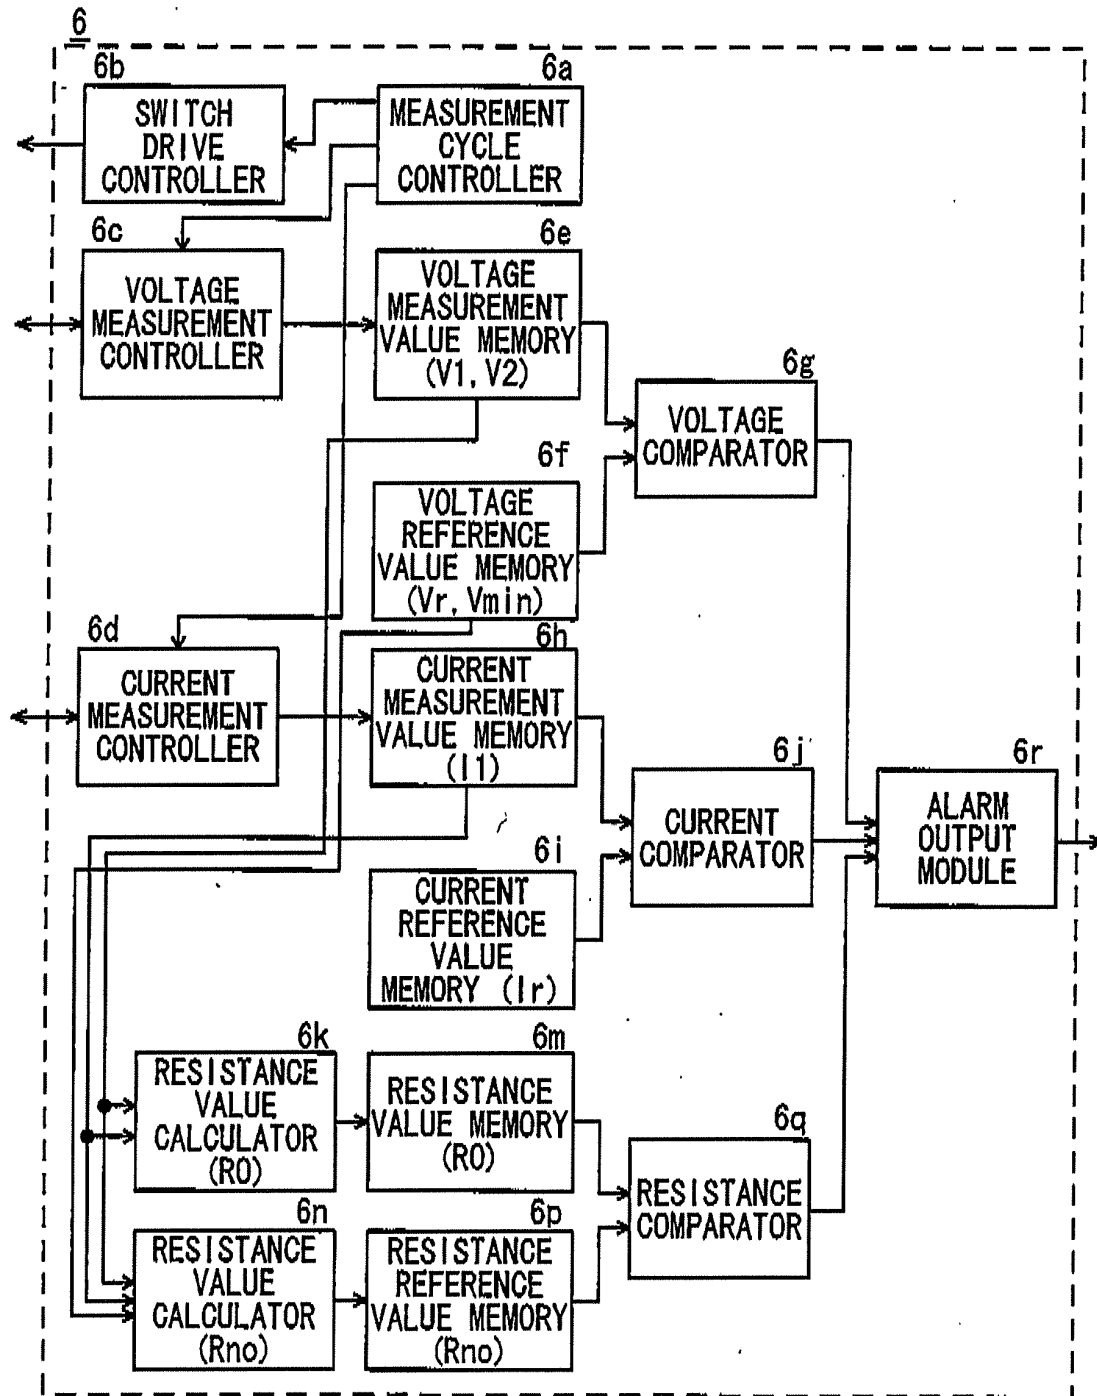 6
6b
SWITCH
DRIVE
CONTROLLER
6a
MEASUREMENT
CYCLE
CONTROLLER
6c
VOLTAGE
MEASUREMENT
CONTROLLER
6e
VOLTAGE
MEASUREMENT
VALUE MEMORY
(V1, V2)
6g
VOLTAGE
COMPARATOR
6f
VOLTAGE
REFERENCE
VALUE MEMORY
(Vr, Vmin)
6d
CURRENT
MEASUREMENT
CONTROLLER
6h
CURRENT
MEASUREMENT
VALUE MEMORY
(I1)
6j
CURRENT
COMPARATOR
6r
ALARM
OUTPUT
MODULE
6i
CURRENT
REFERENCE
VALUE
MEMORY (Ir)
6k
RESISTANCE
VALUE
CALCULATOR
(R0)
6m
RESISTANCE
VALUE MEMORY
(R0)
6q
RESISTANCE
COMPARATOR
6n
RESISTANCE
VALUE
CALCULATOR
(Rno)
6p
RESISTANCE
REFERENCE
VALUE MEMORY
(Rno)